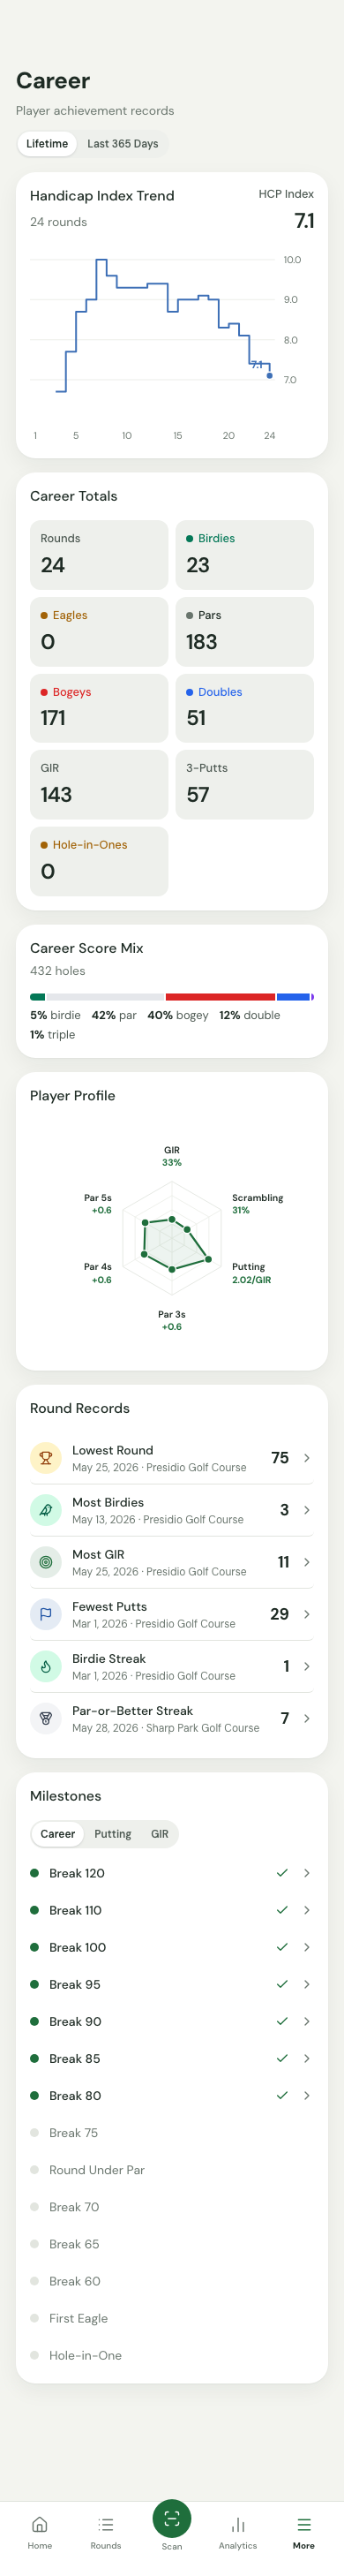 Career
Player achievement records
Lifetime Last 365 Days
Handicap Index Trend HCP Index
24 rounds 7.1
10.0
9.0
8.0
7.1
7.0
1 5 10 15 20 24
Career Totals
Rounds Birdies
24 23
Eagles Pars
0 183
Bogeys Doubles
171 51
GIR 3-Putts
143 57
Hole-in-Ones
0
Career Score Mix
432 holes
5% birdie 42% par 40% bogey 12% double
1% triple
Player Profile
GIR
33%
Par 5s Scrambling
+0.6 31%
Par 4s Putting
+0.6 2.02/GIR
Par 3s
+0.6
Round Records
Lowest Round
May 25, 2026 · Presidio Golf Course 75
Most Birdies
May 13, 2026 · Presidio Golf Course 3
Most GIR
May 25, 2026 · Presidio Golf Course 11
Fewest Putts
Mar 1, 2026 · Presidio Golf Course 29
Birdie Streak
Mar 1, 2026 · Presidio Golf Course 1
Par-or-Better Streak
May 28, 2026 · Sharp Park Golf Course 7
Milestones
Career Putting GIR
Break 120
Break 110
Break 100
Break 95
Break 90
Break 85
Break 80
Break 75
Round Under Par
Break 70
Break 65
Break 60
First Eagle
Hole-in-One
Home Rounds Scan Analytics More